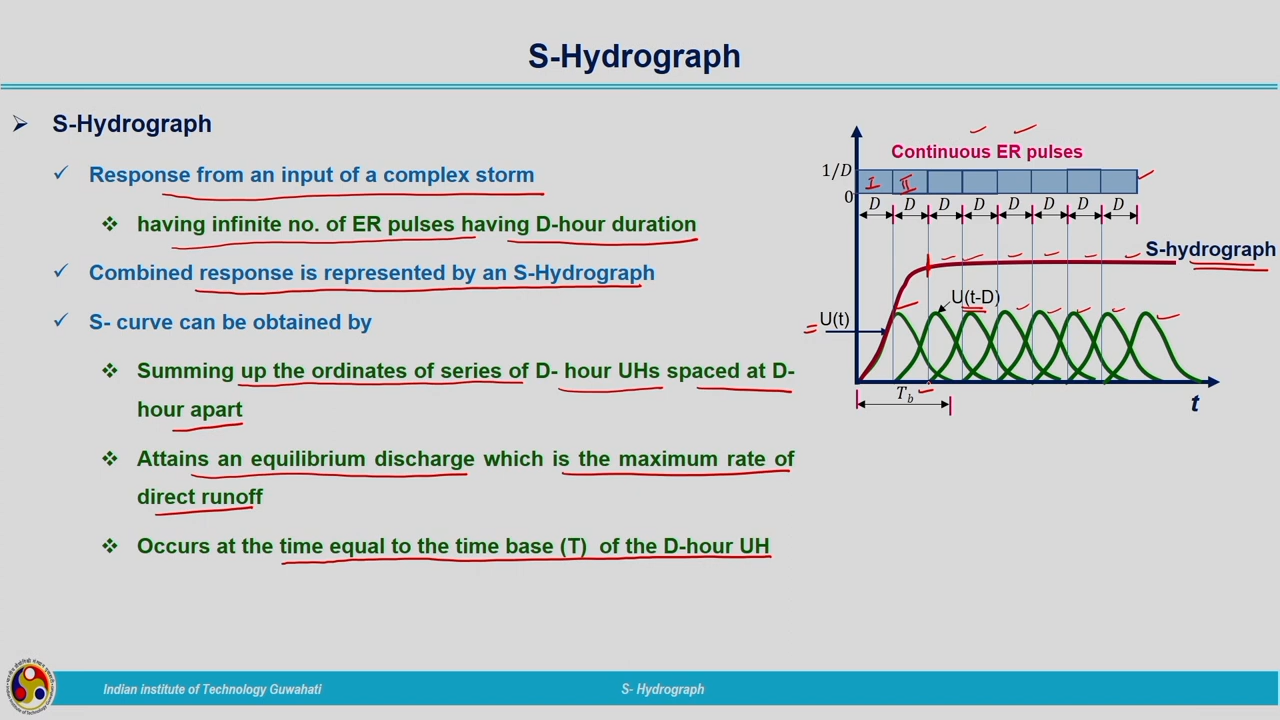 S-Hydrograph
➢ S-Hydrograph
✓ Response from an input of a complex storm
❖ having infinite no. of ER pulses having D-hour duration
✓ Combined response is represented by an S-Hydrograph
✓ S- curve can be obtained by
❖ Summing up the ordinates of series of D- hour UHs spaced at D-
hour apart
❖ Attains an equilibrium discharge which is the maximum rate of
direct runoff
❖ Occurs at the time equal to the time base (T) of the D-hour UH
Continuous ER pulses
1/D
I II
0
D D D D D D D D
S-hydrograph
U(t-D)
= U(t)
T_b
t
Indian institute of Technology Guwahati
S- Hydrograph